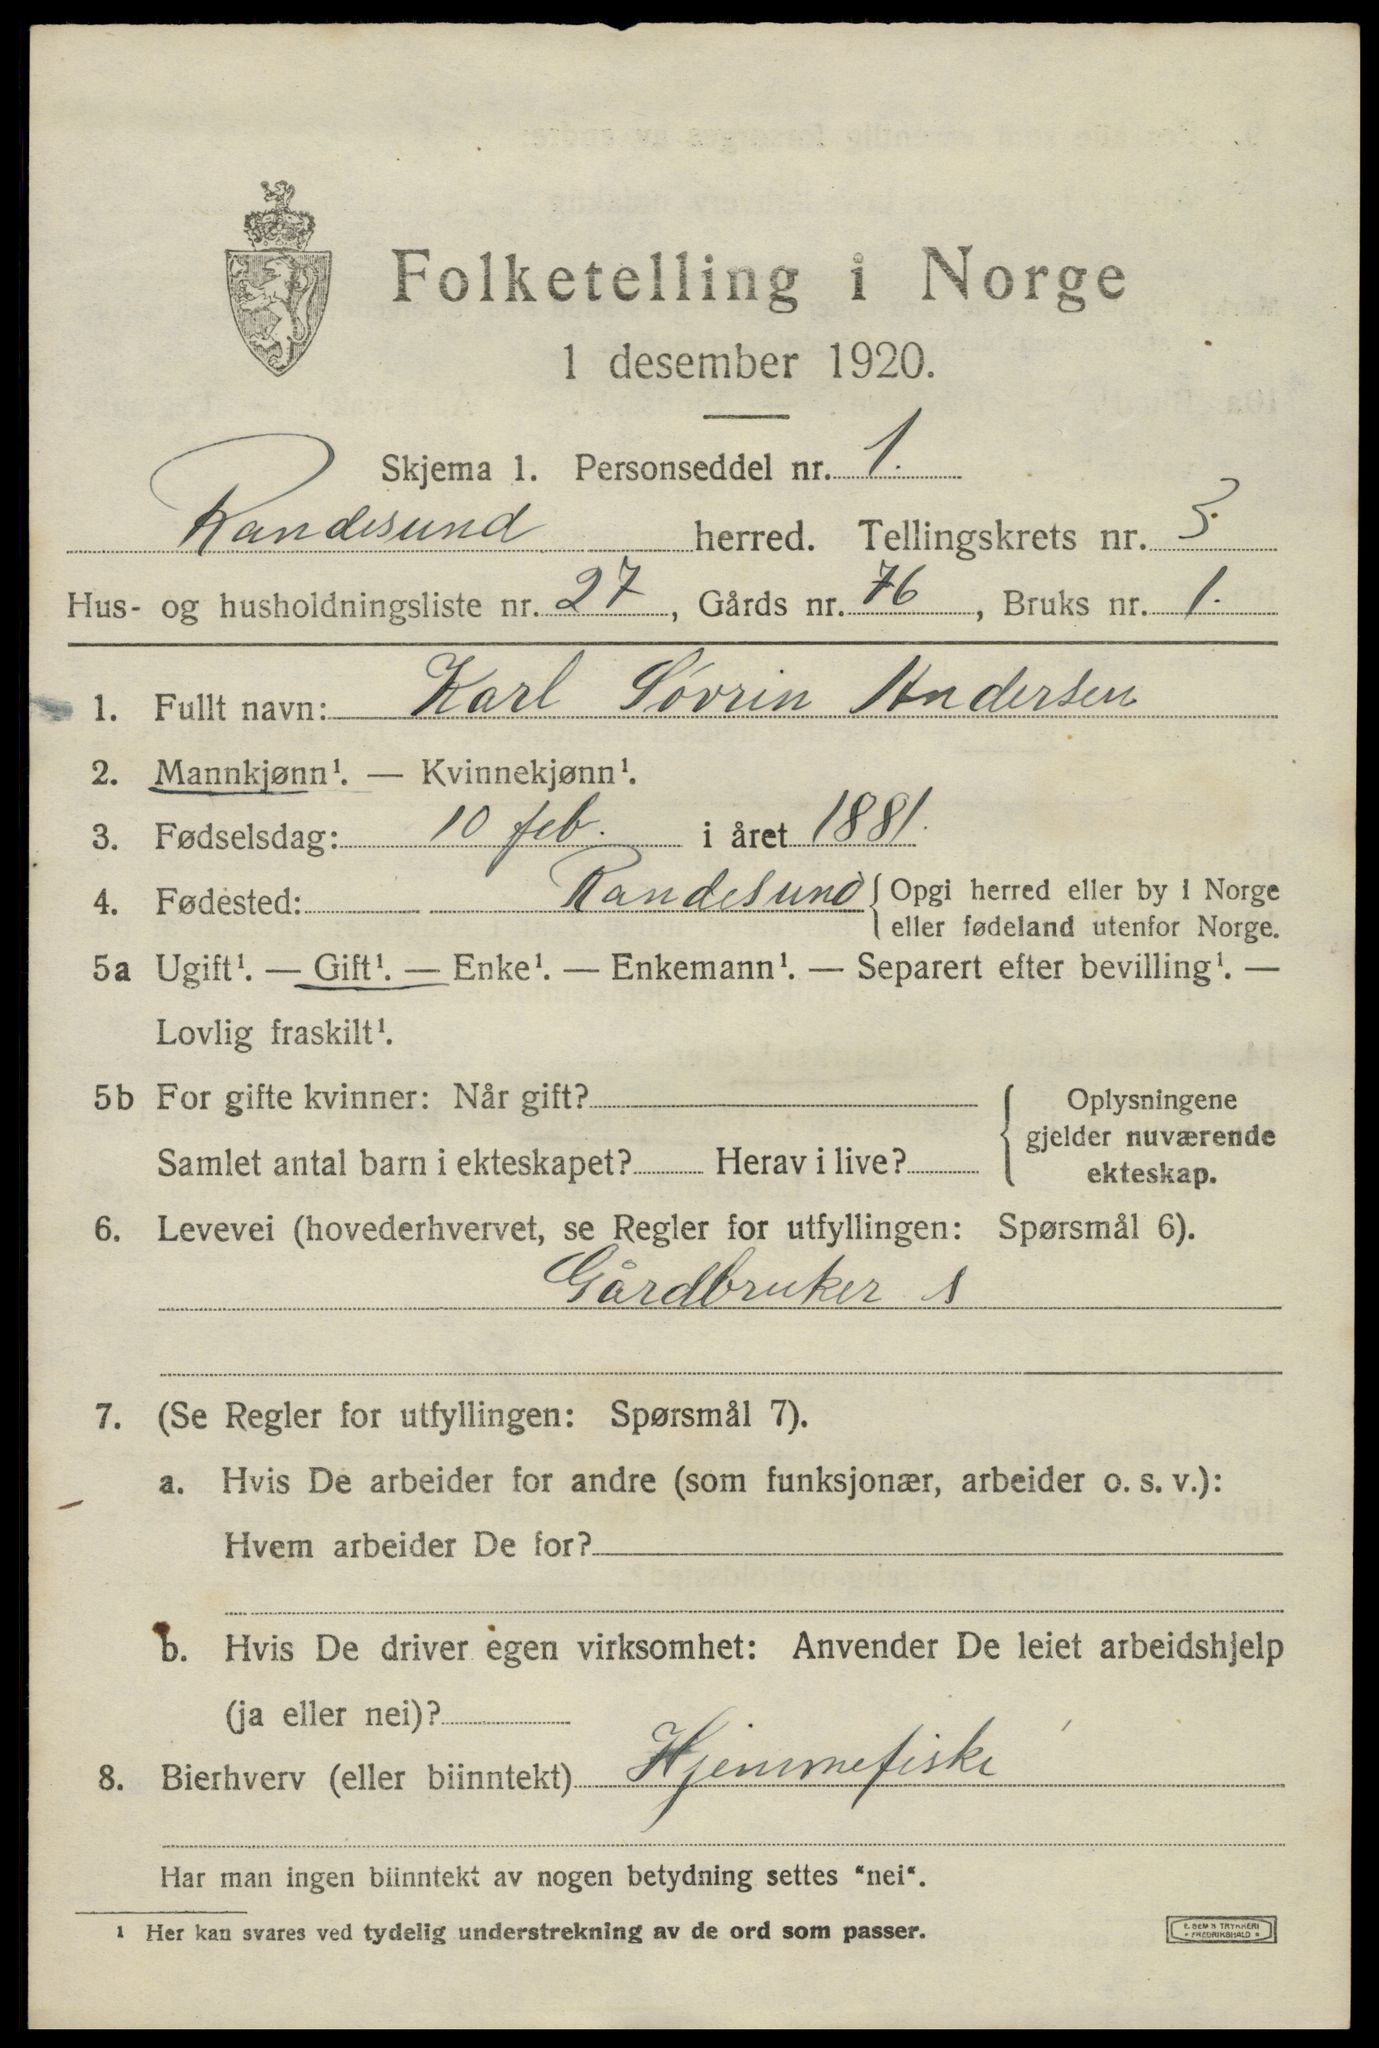 Folketelling i Norge
1 desember 1920.
Skjema 1. Personseddel nr. 1.
Randesund herred. Tellingskrets nr. 3.
Hus- og husholdningsliste nr. 27, Gårds nr. 76, Bruks nr. 1.
1. Fullt navn: Karl Sövrin Andersen
2. Mannkjønn¹. — Kvinnekjønn¹.
3. Fødselsdag: 10 feb. i året 1881.
4. Fødested: Randesund { Opgi herred eller by i Norge
eller fødeland utenfor Norge.
5a Ugift¹. — Gift¹. — Enke¹. — Enkemann¹. — Separert efter bevilling¹. —
Lovlig fraskilt¹.
5b For gifte kvinner: Når gift? { Oplysningene
gjelder nuværende
Samlet antal barn i ekteskapet? Herav i live? ekteskap.
6. Levevei (hovederhvervet, se Regler for utfyllingen: Spørsmål 6).
Gårdbruker s
7. (Se Regler for utfyllingen: Spørsmål 7).
a. Hvis De arbeider for andre (som funksjonær, arbeider o. s. v.):
Hvem arbeider De for?
b. Hvis De driver egen virksomhet: Anvender De leiet arbeidshjelp
(ja eller nei)?
8. Bierhverv (eller biinntekt) Hjemmefiske
Har man ingen biinntekt av nogen betydning settes "nei".
¹ Her kan svares ved tydelig understrekning av de ord som passer.
E. SEM'S TRYKKERI
* FREDRIKSHALD *